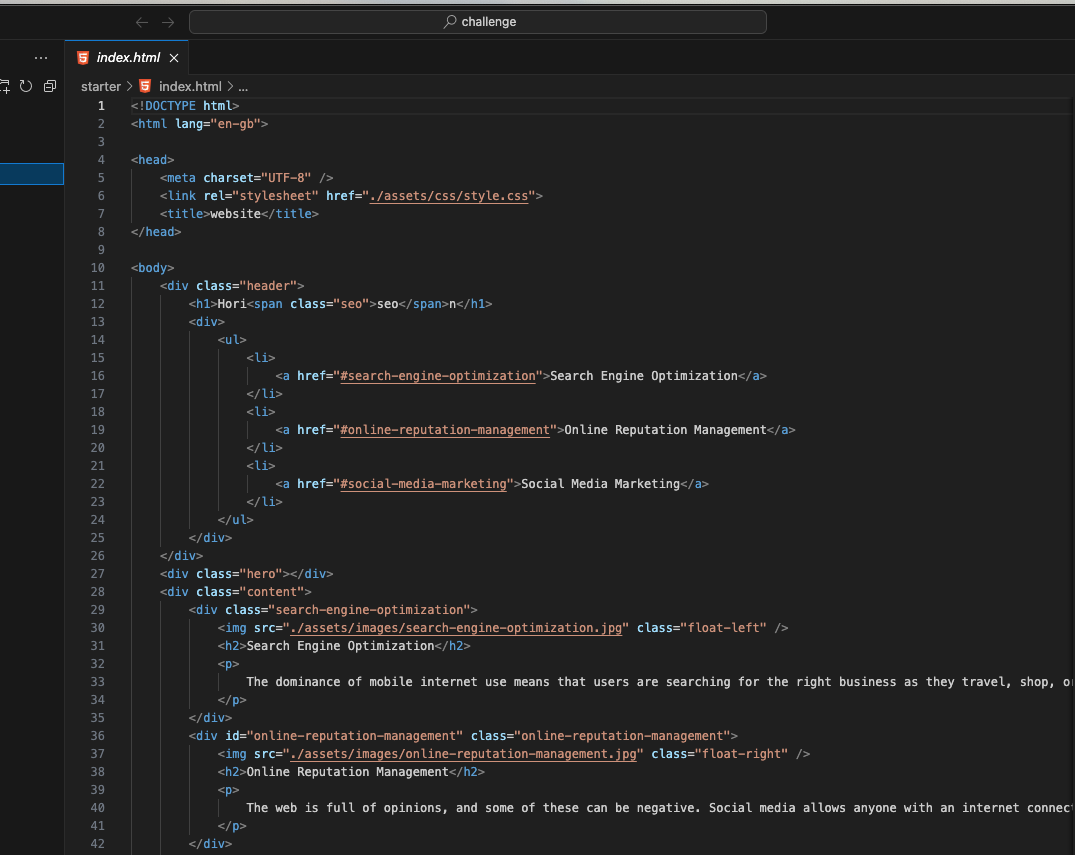 challenge
index.html
starter > index.html > ...
1 <!DOCTYPE html>
2 <html lang="en-gb">
3
4 <head>
5     <meta charset="UTF-8" />
6     <link rel="stylesheet" href="./assets/css/style.css">
7     <title>website</title>
8 </head>
9
10 <body>
11     <div class="header">
12         <h1>Hori<span class="seo">seo</span>n</h1>
13         <div>
14             <ul>
15                 <li>
16                     <a href="#search-engine-optimization">Search Engine Optimization</a>
17                 </li>
18                 <li>
19                     <a href="#online-reputation-management">Online Reputation Management</a>
20                 </li>
21                 <li>
22                     <a href="#social-media-marketing">Social Media Marketing</a>
23                 </li>
24             </ul>
25         </div>
26     </div>
27     <div class="hero"></div>
28     <div class="content">
29         <div class="search-engine-optimization">
30             <img src="./assets/images/search-engine-optimization.jpg" class="float-left" />
31             <h2>Search Engine Optimization</h2>
32             <p>
33                 The dominance of mobile internet use means that users are searching for the right business as they travel, shop,
34             </p>
35         </div>
36         <div id="online-reputation-management" class="online-reputation-management">
37             <img src="./assets/images/online-reputation-management.jpg" class="float-right" />
38             <h2>Online Reputation Management</h2>
39             <p>
40                 The web is full of opinions, and some of these can be negative. Social media allows anyone with an internet
41             </p>
42         </div>